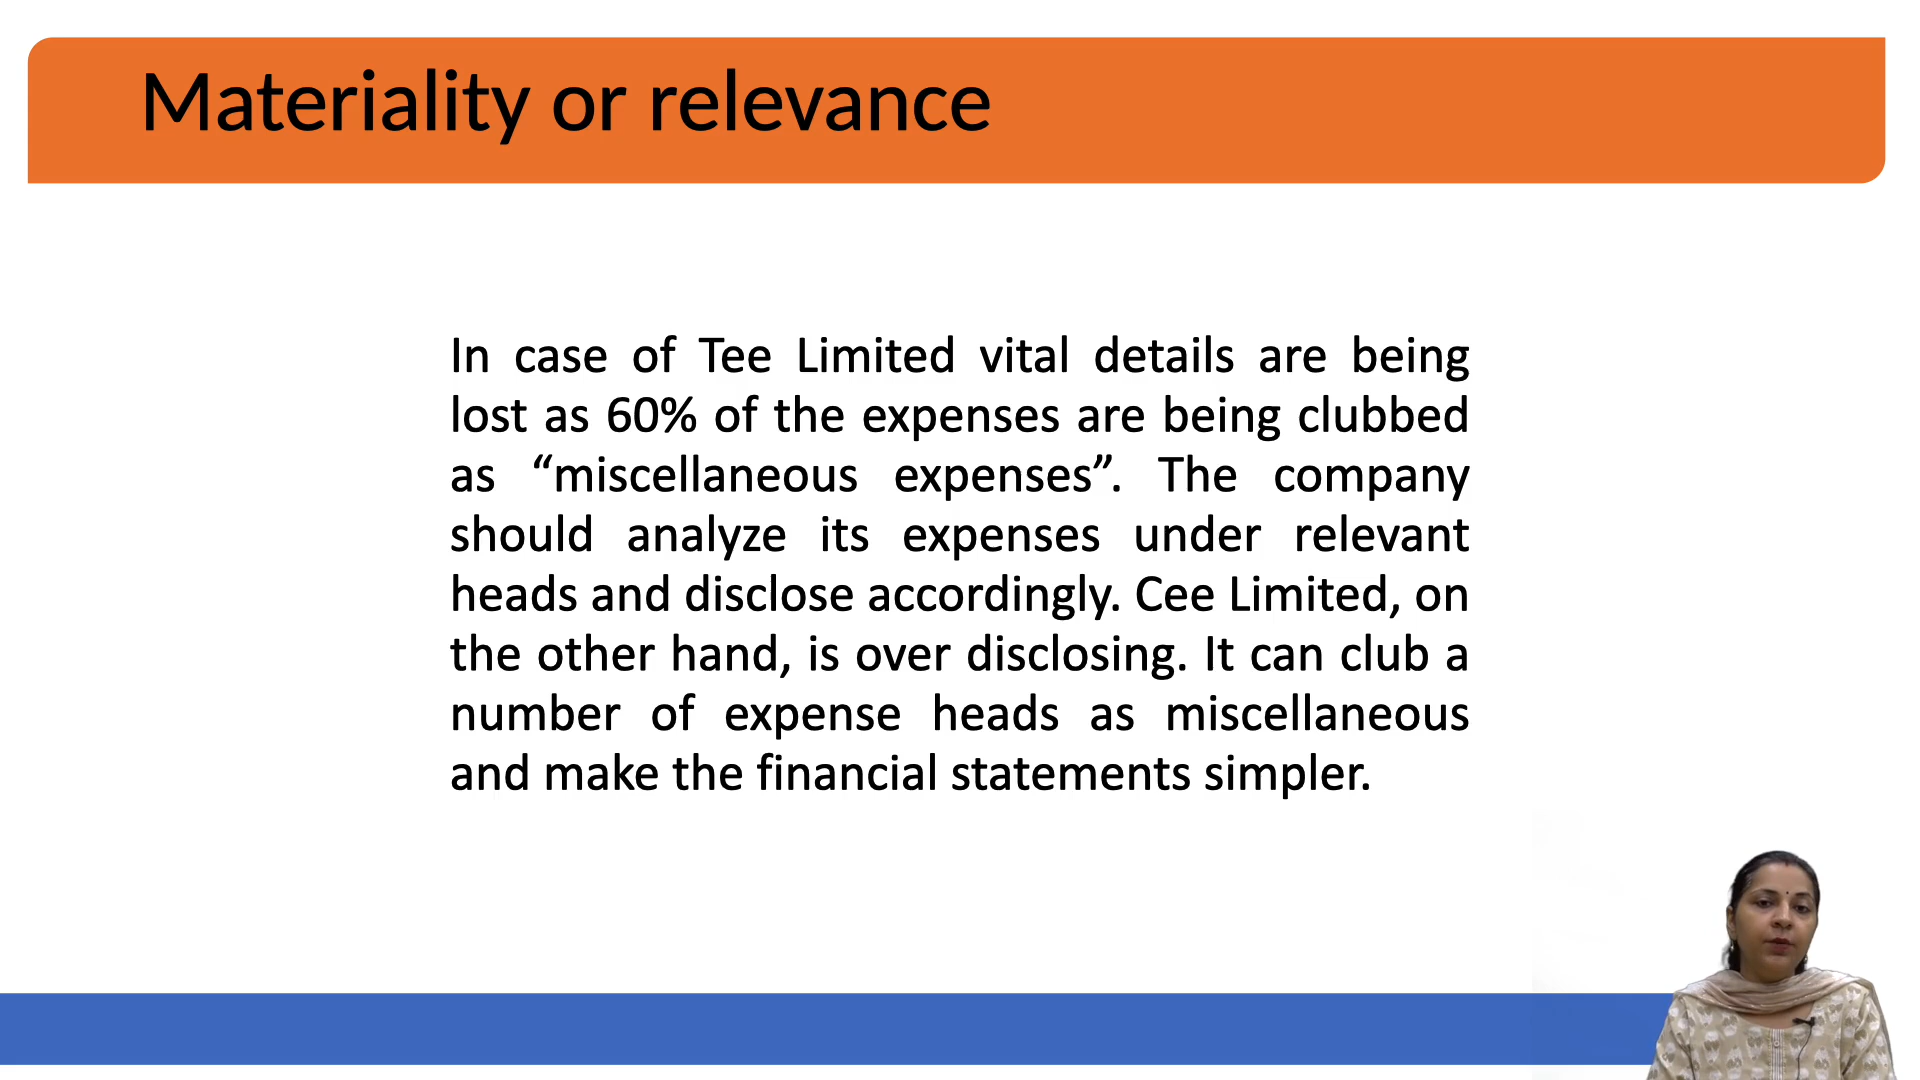 Materiality or relevance
In case of Tee Limited vital details are being
lost as 60% of the expenses are being clubbed
as “miscellaneous expenses”. The company
should analyze its expenses under relevant
heads and disclose accordingly. Cee Limited, on
the other hand, is over disclosing. It can club a
number of expense heads as miscellaneous
and make the financial statements simpler.